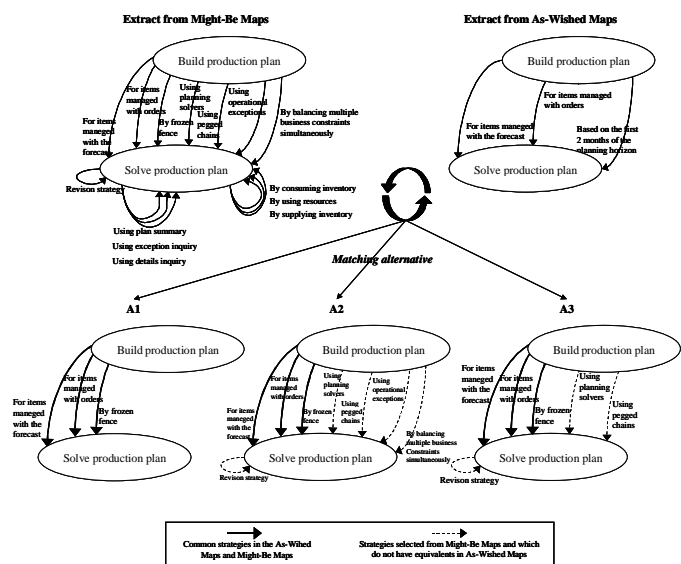 Extract from Might-Be Maps
Extract from As-Wished Maps
Build production plan
For items
managed
with orders
Using
planning
solvers
Using
operational
exceptions
For items
maneged
with the
forecast
By frozen
fence
Using
pegged
chains
By balancing multiple
business constraints
simultaneously
Solve production plan
Revison strategy
By consuming inventory
By using resources
By supplying inventory
Using plan summary
Using exception inquiry
Using details inquiry
Build production plan
For items managed
with orders
For items maneged
with the forecast
Based on the first
2 months of the
planning horizon
Solve production plan
Matching alternative
A1
A2
A3
Build production plan
For items
managed
with orders
For items
maneged
with the
forecast
By frozen
fence
Solve production plan
Build production plan
For items
managed
with orders
Using
planning
solvers
Using
operational
exceptions
For items
maneged
with the
forecast
By frozen
fence
Using
pegged
chains
By balancing
multiple business
Constraints
simultaneously
Solve production plan
Revison strategy
Build production plan
For items
managed
with orders
Using
planning
solvers
For items
maneged
with the
forecast
By frozen
fence
Using
pegged
chains
Solve production plan
Revison strategy
Common strategies in the As-Wihed
Maps and Might-Be Maps
Strategies selected from Might-Be Maps and which
do not have equivalents in As-Wished Maps